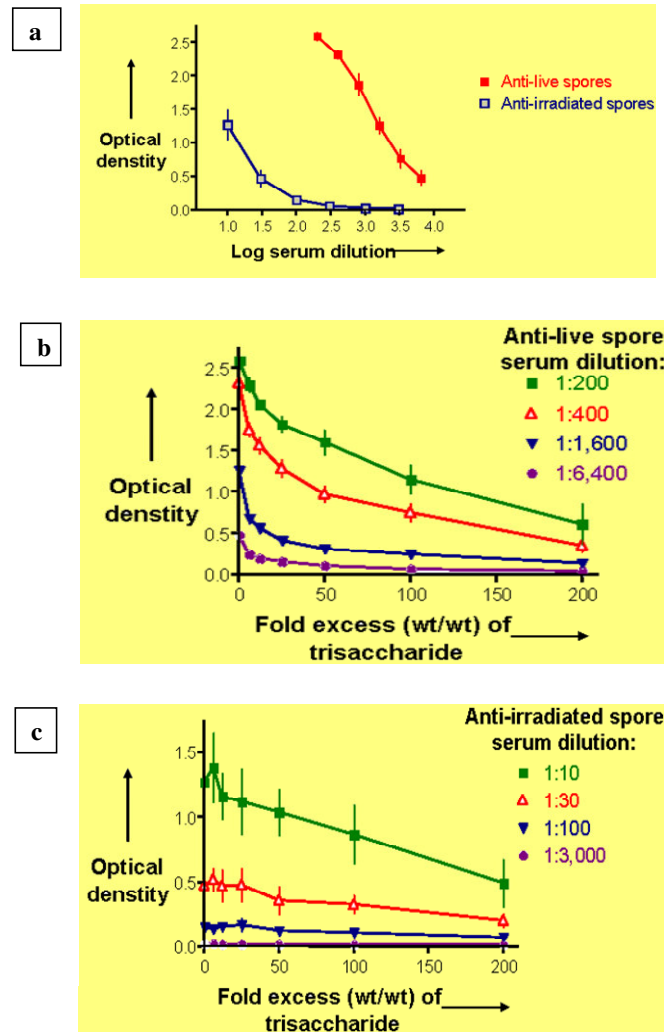 a
2.5
2.0
1.5
1.0
0.5
0.0
Optical
denstity
Anti-live spores
Anti-irradiated spores
1.0 1.5 2.0 2.5 3.0 3.5 4.0
Log serum dilution
b
Anti-live spore
serum dilution:
1:200
1:400
1:1,600
1:6,400
2.5
2.0
1.5
1.0
0.5
0.0
Optical
denstity
0 50 100 150 200
Fold excess (wt/wt) of
trisaccharide
c
Anti-irradiated spore
serum dilution:
1:10
1:30
1:100
1:3,000
1.5
1.0
0.5
0.0
Optical
denstity
0 50 100 150 200
Fold excess (wt/wt) of
trisaccharide